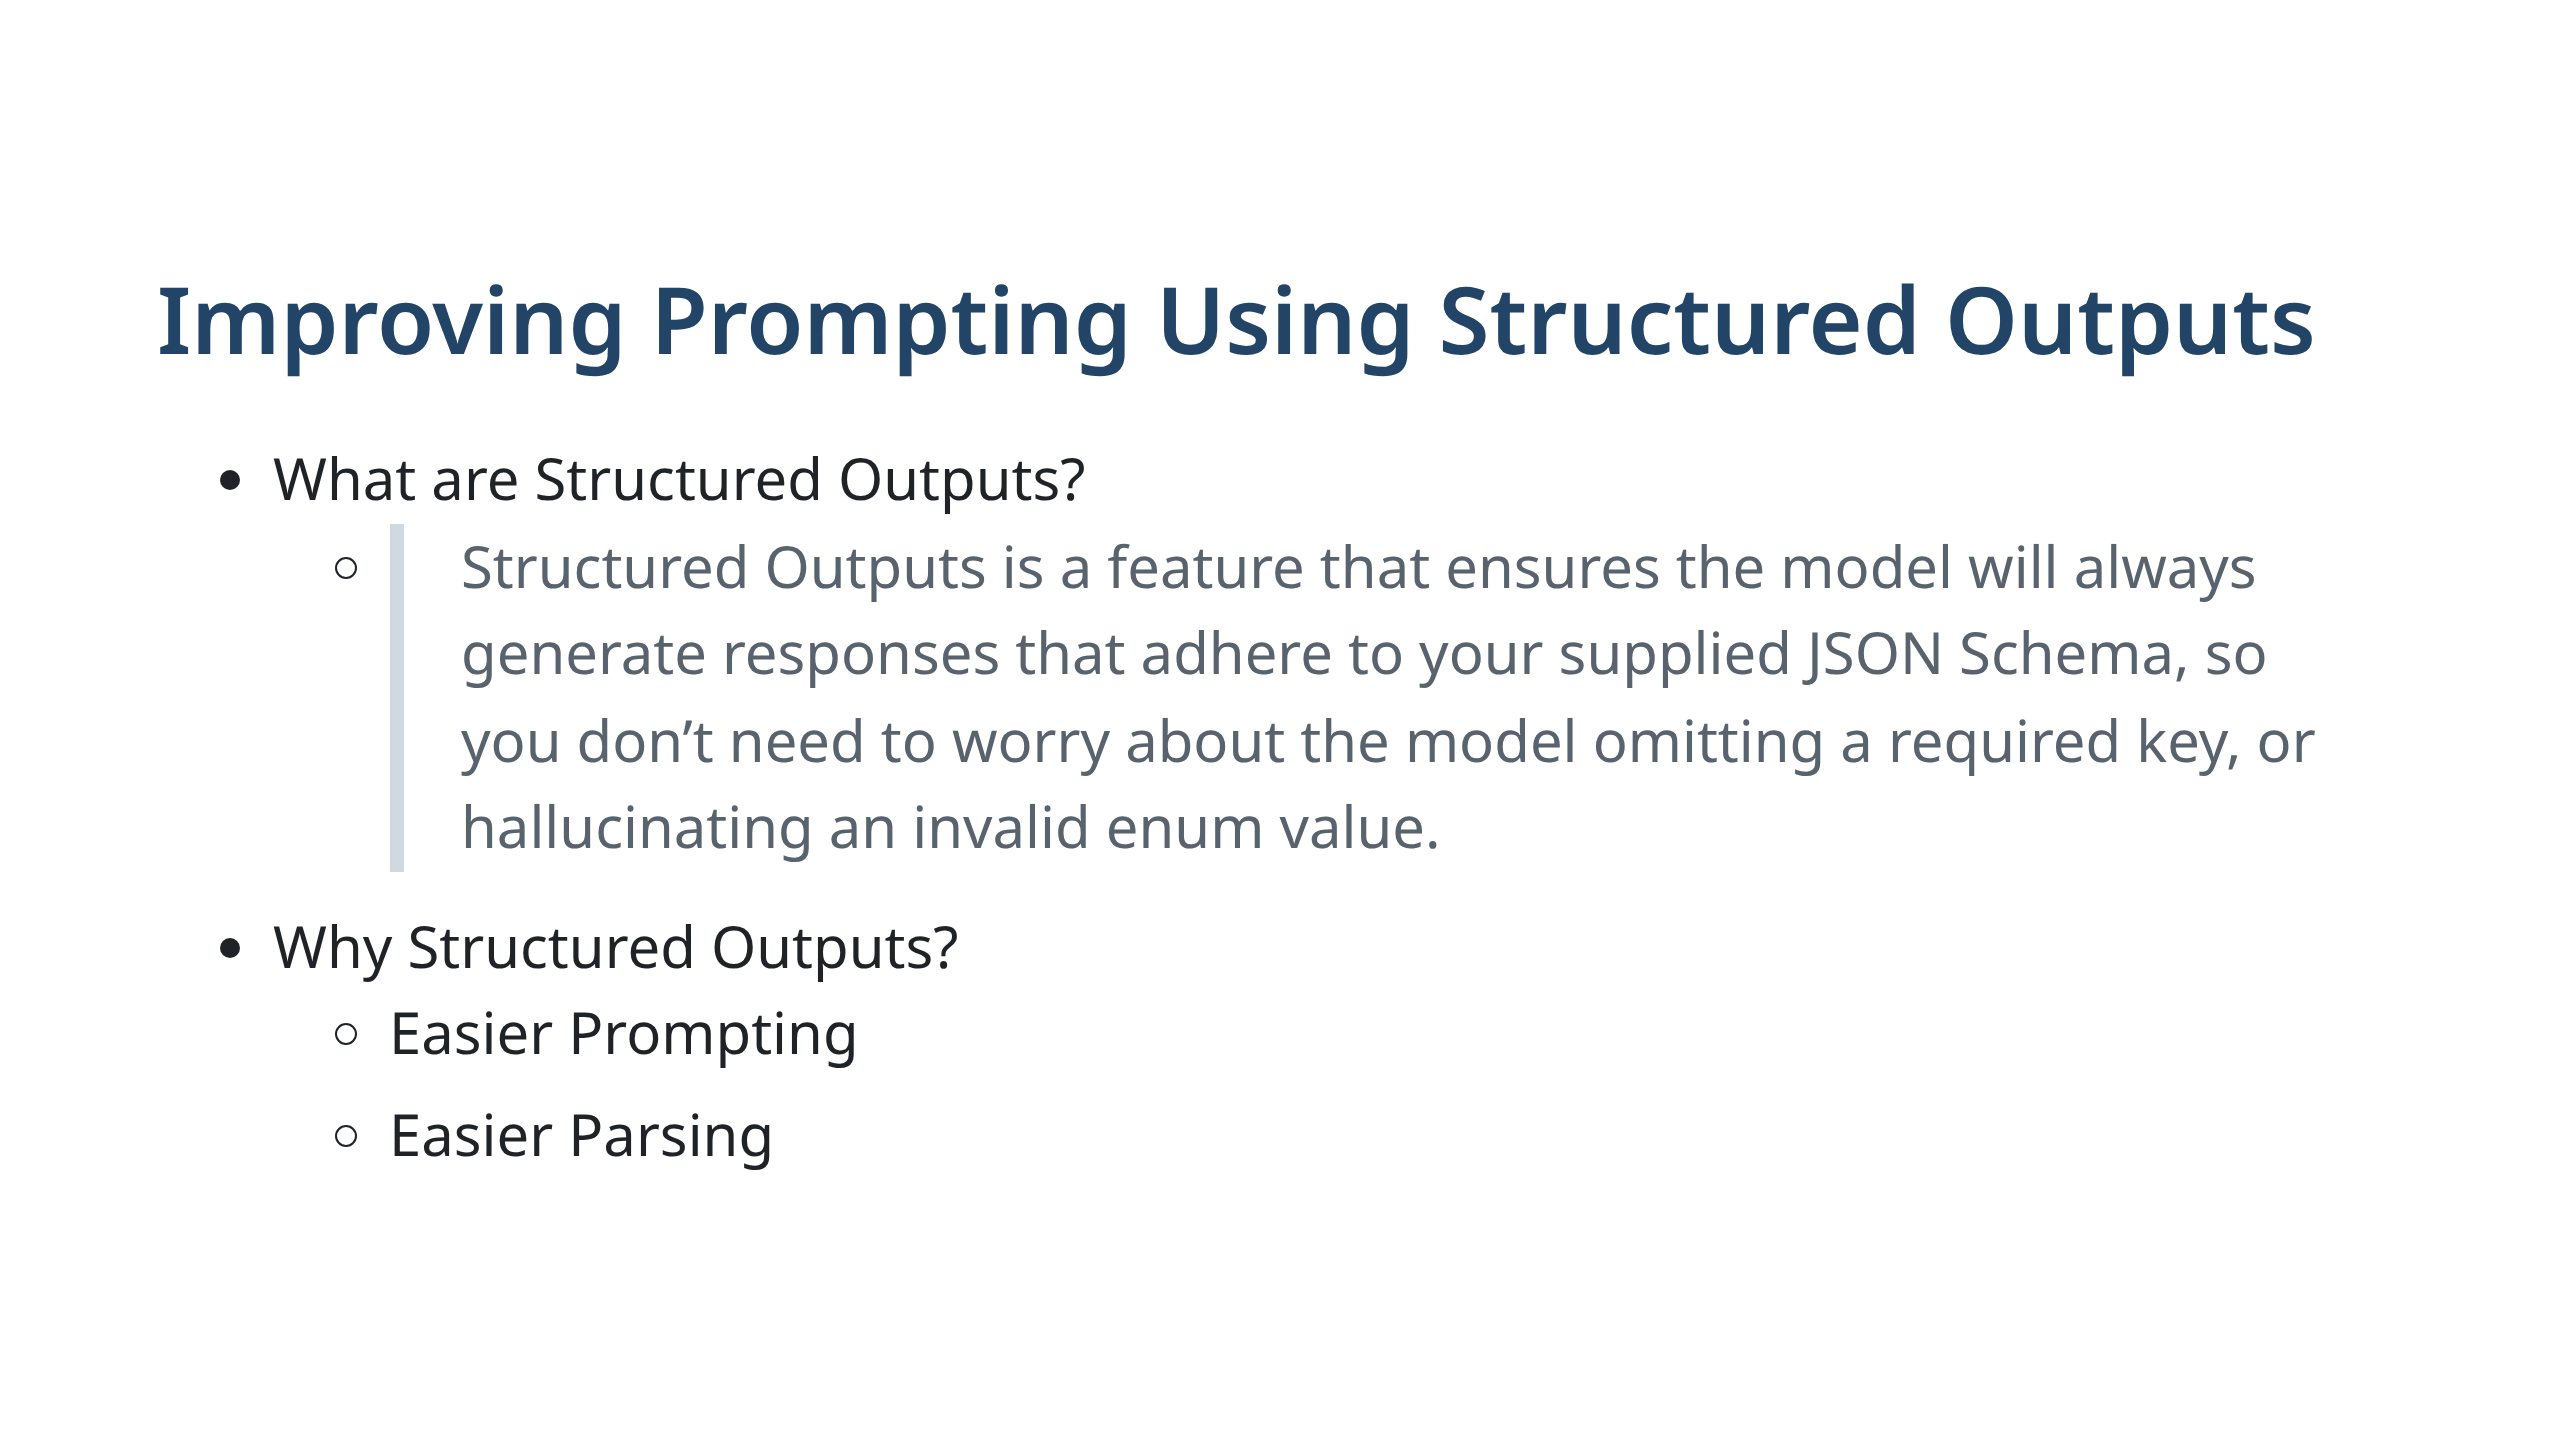 Improving Prompting Using Structured Outputs
What are Structured Outputs?
Structured Outputs is a feature that ensures the model will always
generate responses that adhere to your supplied JSON Schema, so
you don’t need to worry about the model omitting a required key, or
hallucinating an invalid enum value.
Why Structured Outputs?
Easier Prompting
Easier Parsing